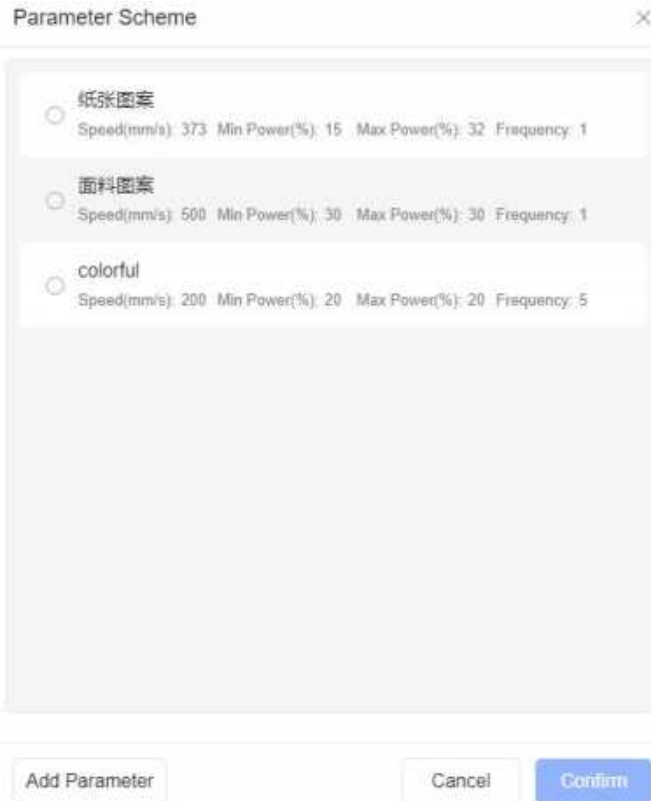 Parameter Scheme
纸张图案
Speed(mm/s): 373 Min Power(%): 15 Max Power(%): 32 Frequency: 1
面料图案
Speed(mm/s): 500 Min Power(%): 30 Max Power(%): 30 Frequency: 1
colorful
Speed(mm/s): 200 Min Power(%): 20 Max Power(%): 20 Frequency: 5
Add Parameter Cancel Confirm